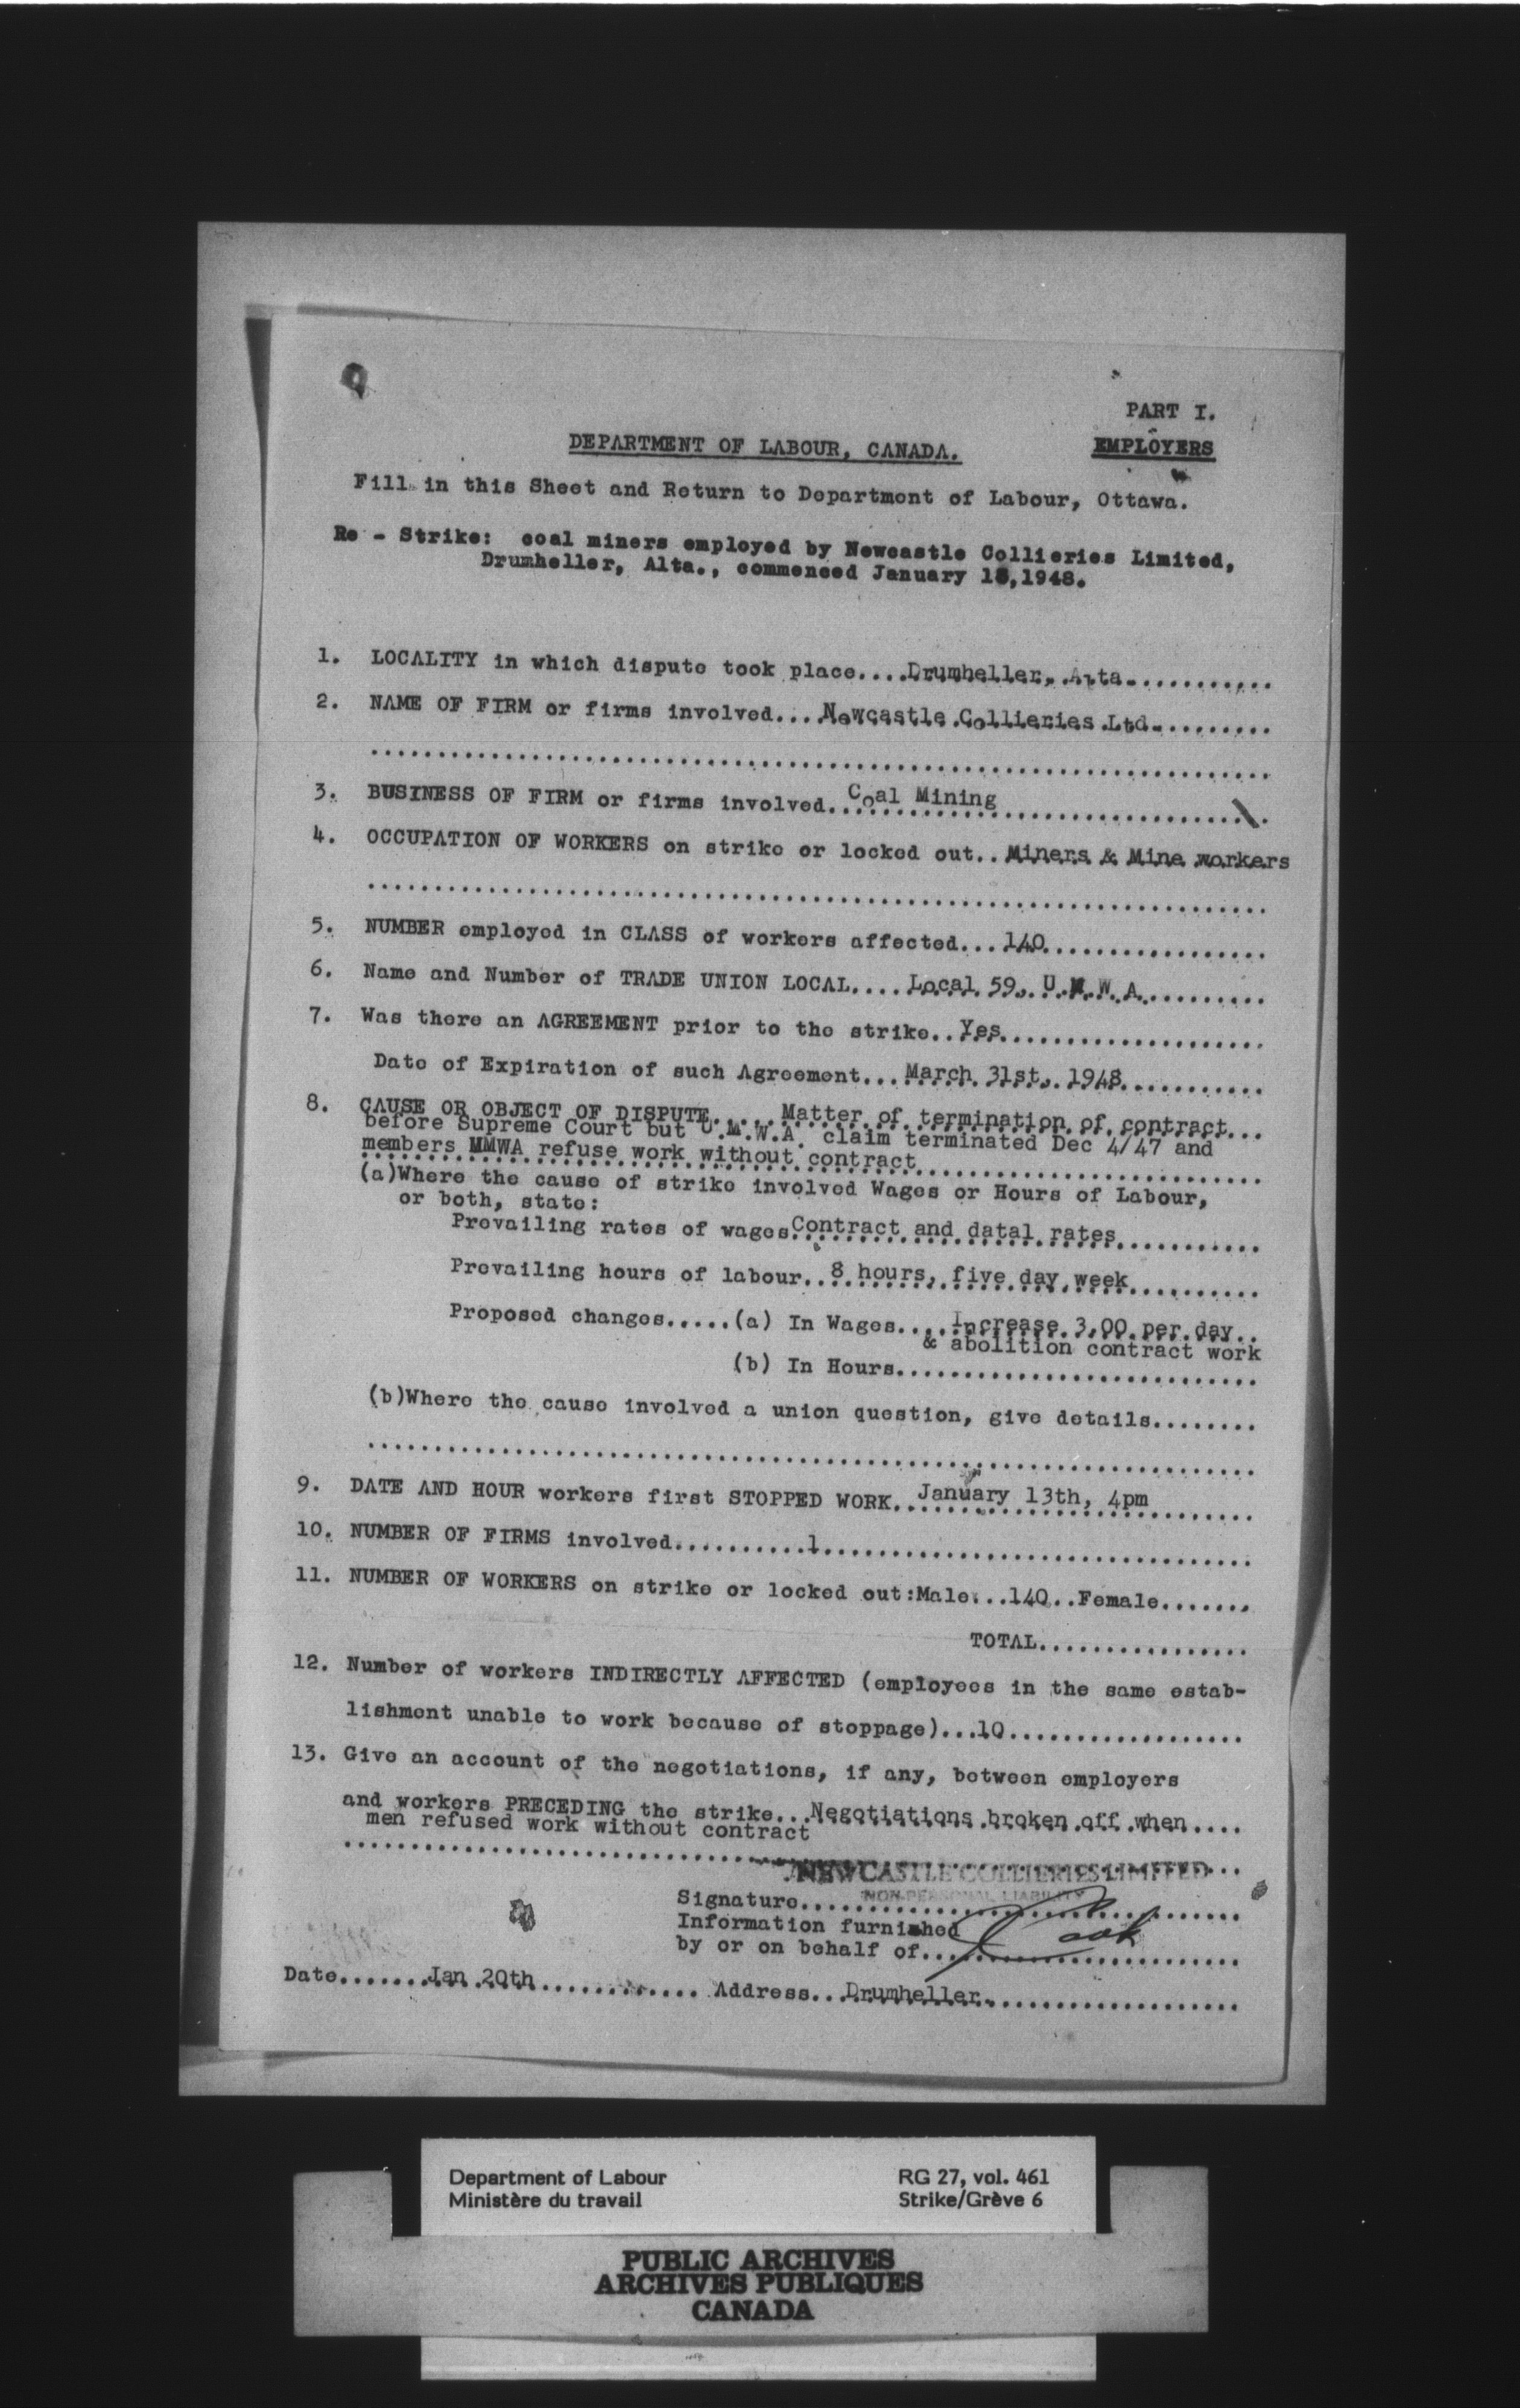 PART I.
DEPARTMENT OF LABOUR, CANADA. EMPLOYERS
Fill in this Sheet and Return to Department of Labour, Ottawa.
Re - Strike: coal miners employed by Newcastle Collieries Limited,
Drumheller, Alta., commenced January ,1948.
1. LOCALITY in which dispute took place....Drumheller, Alta............
2. NAME OF FIRM or firms involved...Newcastle Collieries Ltd.........
..................................................................
3. BUSINESS OF FIRM or firms involved..Coal Mining....................
4. OCCUPATION OF WORKERS on strike or locked out..Miners & Mine workers
..................................................................
5. NUMBER employed in CLASS of workers affected...140.................
6. Name and Number of TRADE UNION LOCAL....Local 59, U.M.W.A..........
7. Was there an AGREEMENT prior to the strike..Yes....................
Date of Expiration of such Agreement...March 31st, 1948...........
8. CAUSE OR OBJECT OF DISPUTE.....Matter of termination of contract...
before Supreme Court but U.M.W.A. claim terminated Dec 4/47 and
members MMWA refuse work without contract.........................
(a)Where the cause of strike involved Wages or Hours of Labour,
or both, state:
Prevailing rates of wages Contract and datal rates...........
Prevailing hours of labour..8 hours, five day week..........
Proposed changes.....(a) In Wages....Increase 3.00 per day..
& abolition contract work
(b) In Hours...........................
(b)Where the cause involved a union question, give details........
..................................................................
9. DATE AND HOUR workers first STOPPED WORK..January 13th, 4pm........
10. NUMBER OF FIRMS involved..........1................................
11. NUMBER OF WORKERS on strike or locked out:Male...140..Female.......
TOTAL................
12. Number of workers INDIRECTLY AFFECTED (employees in the same estab-
lishment unable to work because of stoppage)...10..................
13. Give an account of the negotiations, if any, between employers
and workers PRECEDING the strike...Negotiations broken off when....
men refused work without contract
NEWCASTLE COLLIERIES LIMITED
NON-PERSONAL LIABILITY
Signature................................
Information furnished
by or on behalf of....Cook...............
Date.......Jan 20th............ Address...Drumheller...................
Department of Labour RG 27, vol. 461
Ministère du travail Strike/Grève 6
PUBLIC ARCHIVES
ARCHIVES PUBLIQUES
CANADA